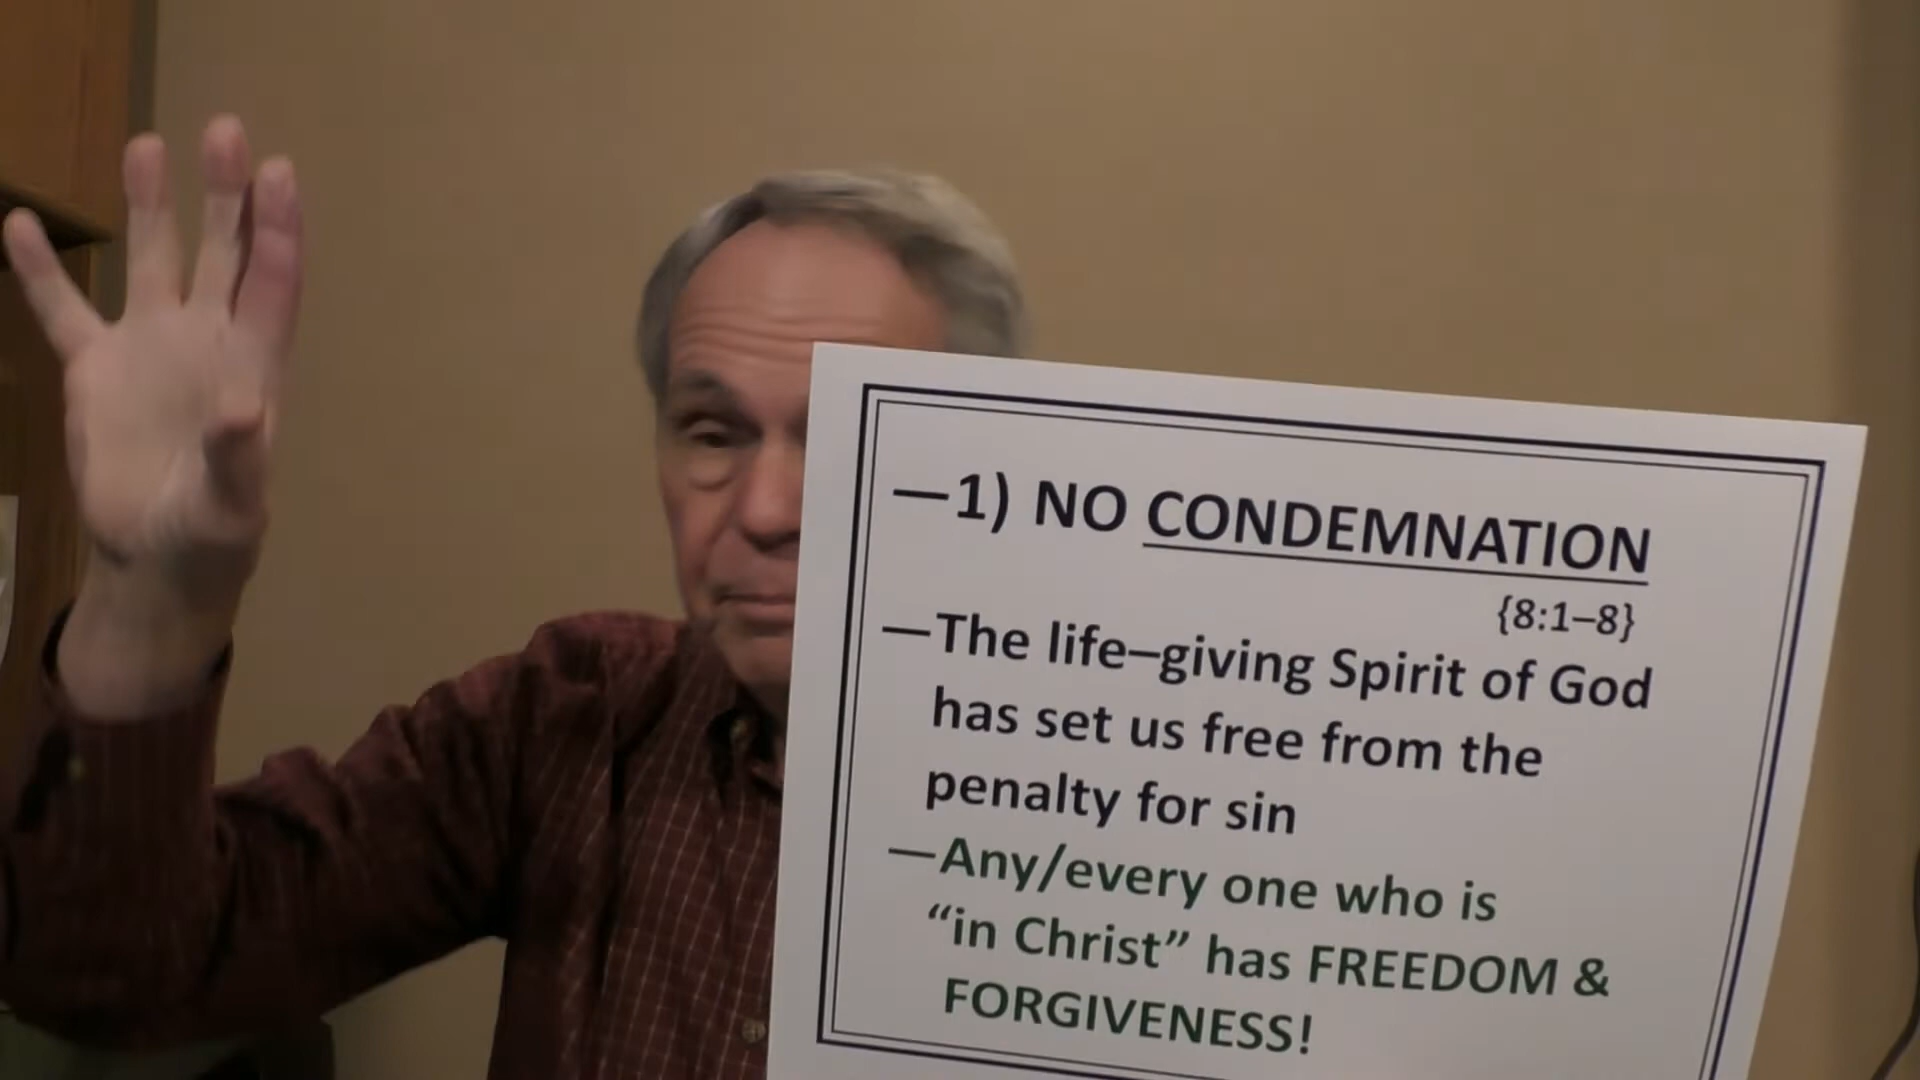 —1) NO CONDEMNATION
{8:1–8}
—The life–giving Spirit of God
has set us free from the
penalty for sin
—Any/every one who is
“in Christ” has FREEDOM &
FORGIVENESS!